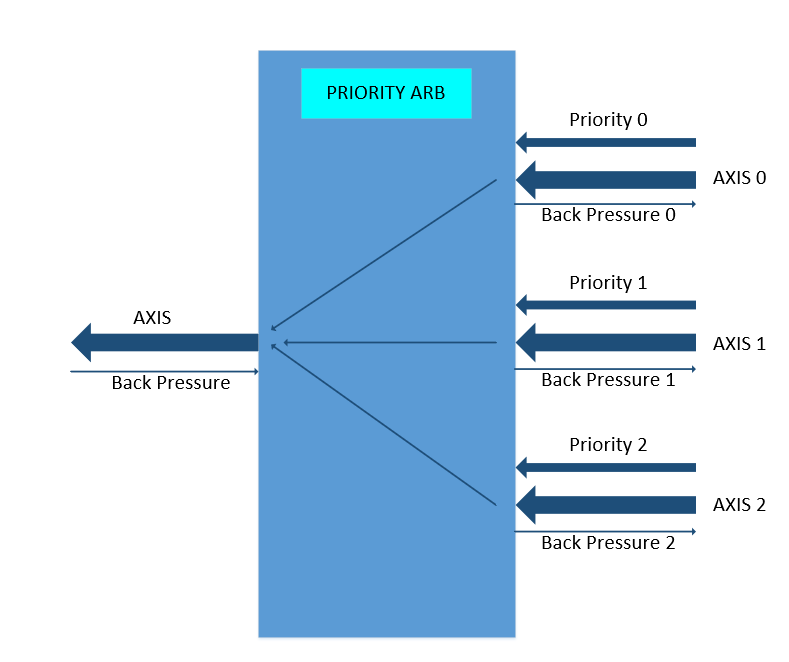 PRIORITY ARB
Priority 0
AXIS 0
Back Pressure 0
Priority 1
AXIS
AXIS 1
Back Pressure 1
Back Pressure
Priority 2
AXIS 2
Back Pressure 2